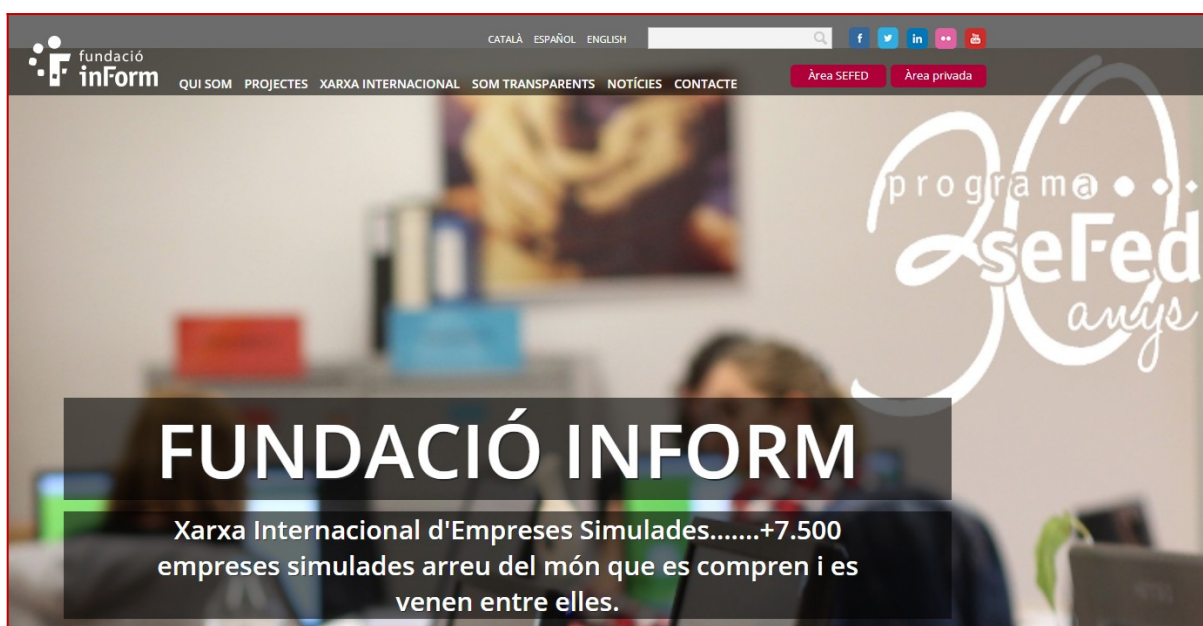 CATALÀ ESPAÑOL ENGLISH
fundació
inForm
QUI SOM PROJECTES XARXA INTERNACIONAL SOM TRANSPARENTS NOTÍCIES CONTACTE
Àrea SEFED Àrea privada
programa
seFed
30
anys
FUNDACIÓ INFORM
Xarxa Internacional d'Empreses Simulades.......+7.500
empreses simulades arreu del món que es compren i es
venen entre elles.